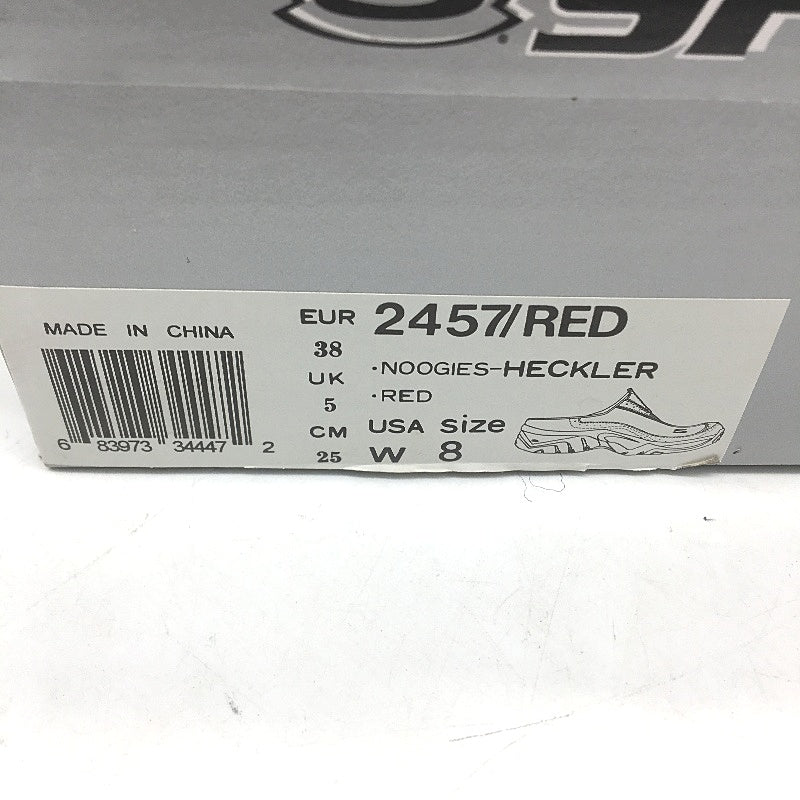 MADE IN CHINA
6 83973 34447 2
EUR
38
UK
5
CM
25
2457/RED
·NOOGIES-HECKLER
·RED
USA size
W 8